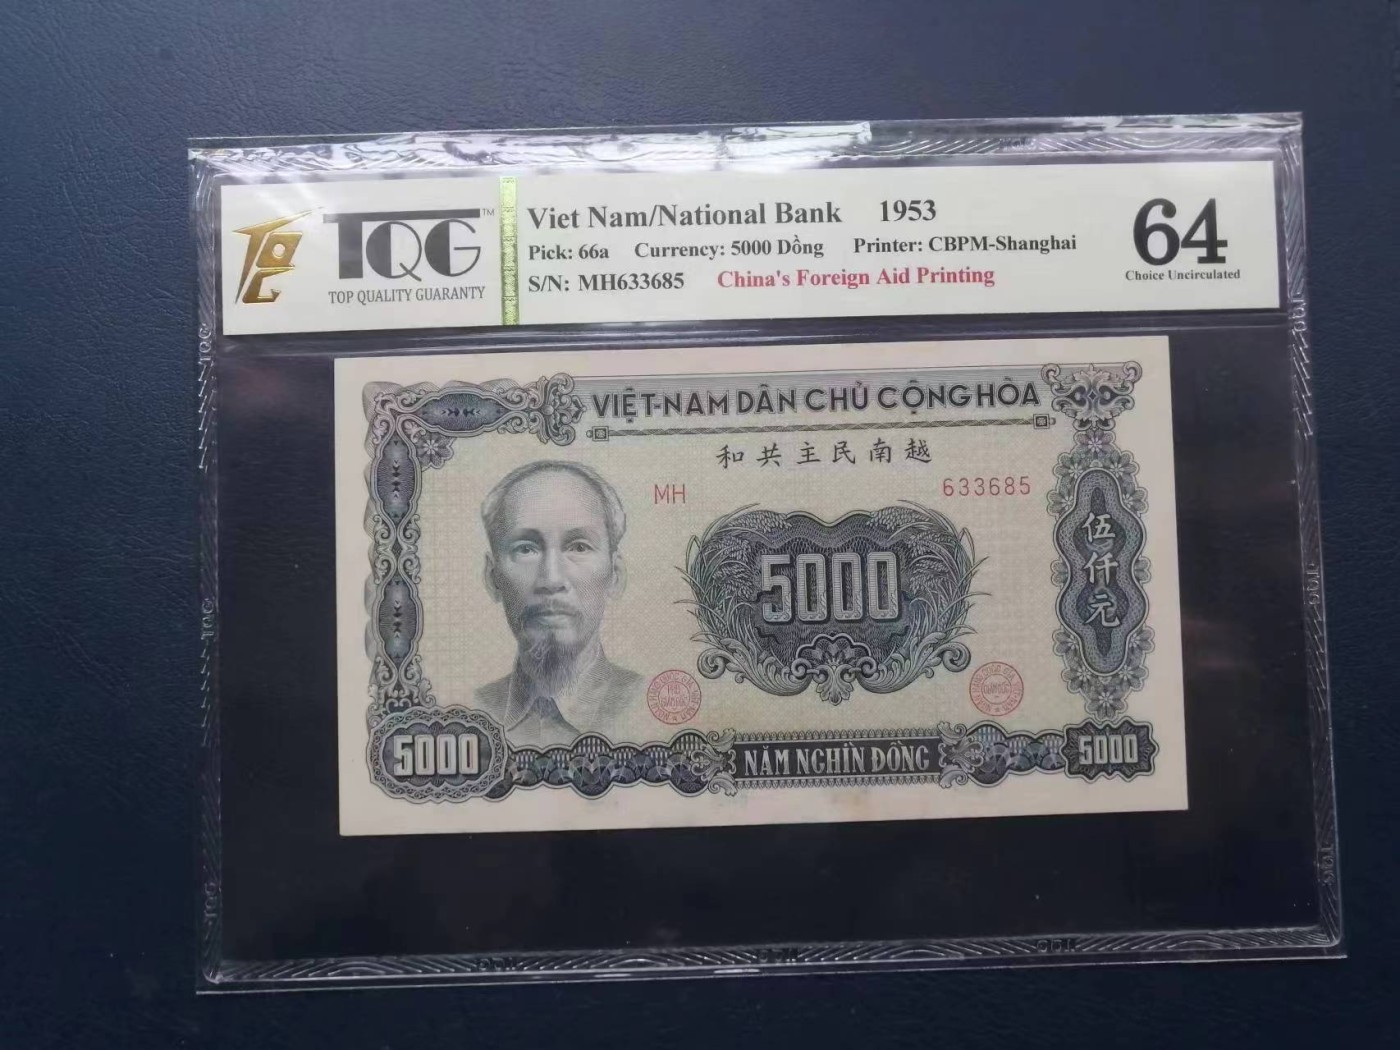 TQG™
TOP QUALITY GUARANTY
Viet Nam/National Bank 1953
Pick: 66a Currency: 5000 Dồng Printer: CBPM-Shanghai
S/N: MH633685 China's Foreign Aid Printing
64
Choice Uncirculated
VIỆT-NAM DÂN CHỦ CỘNG HÒA
和共主民南越
MH 633685
5000
伍仟元
5000
NĂM NGHÌN ĐỒNG
5000